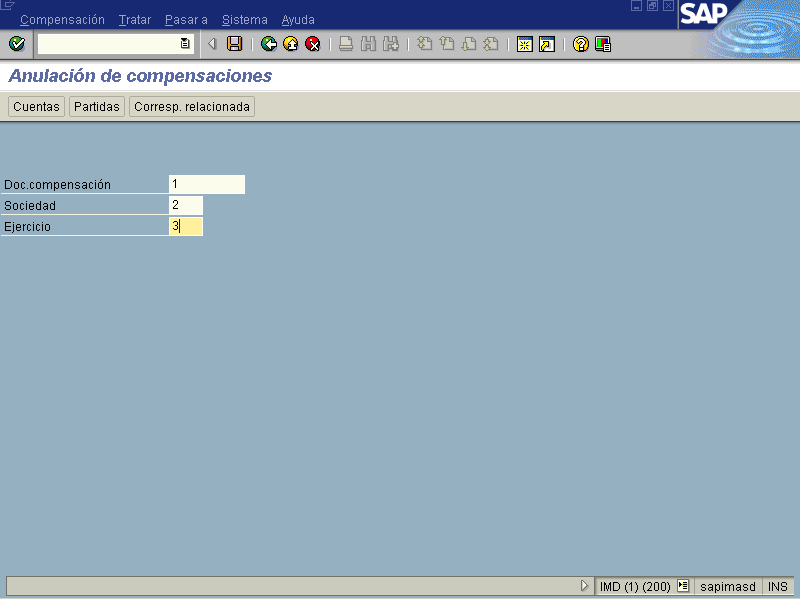 Compensación Tratar Pasar a Sistema Ayuda
SAP
Anulación de compensaciones
Cuentas Partidas Corresp. relacionada
Doc.compensación 1
Sociedad 2
Ejercicio 3
IMD (1) (200) sapimasd INS